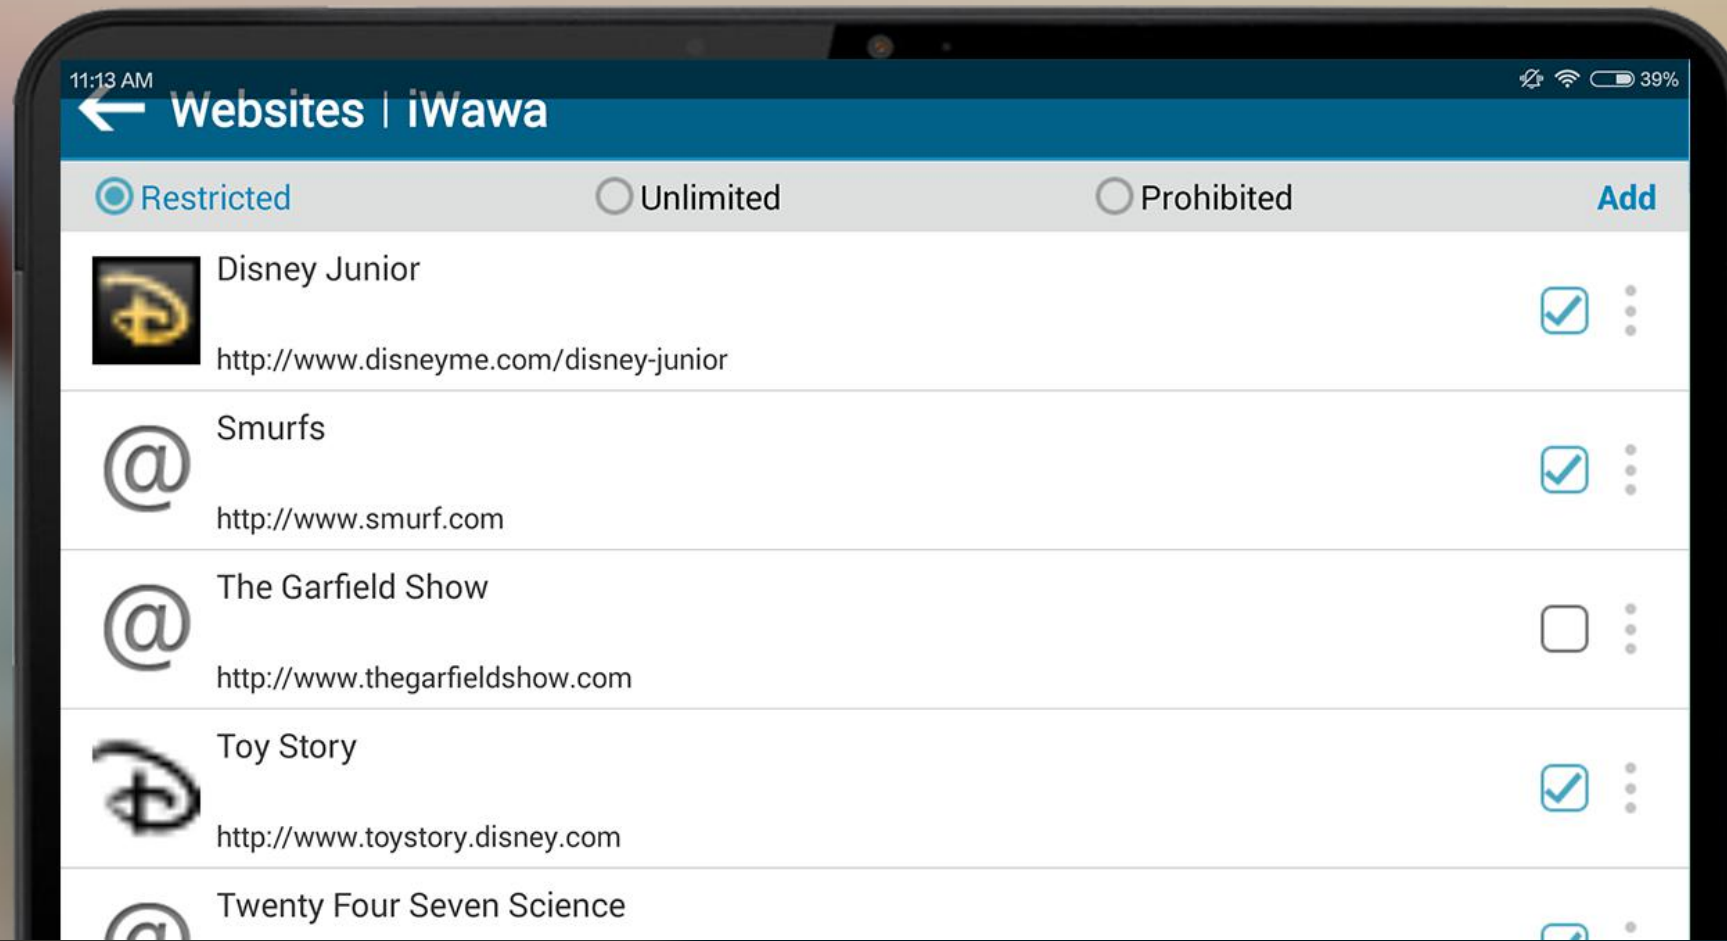 11:13 AM 39%
Websites | iWawa
Restricted Unlimited Prohibited Add
Disney Junior
http://www.disneyme.com/disney-junior
@ Smurfs
http://www.smurf.com
@ The Garfield Show
http://www.thegarfieldshow.com
Toy Story
http://www.toystory.disney.com
@ Twenty Four Seven Science